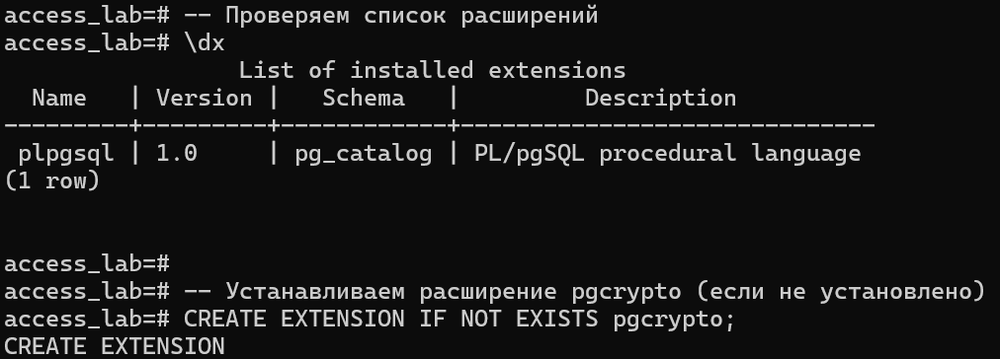 access_lab=# -- Проверяем список расширений
access_lab=# \dx
                 List of installed extensions
  Name   | Version |   Schema   |         Description
---------+---------+------------+------------------------------
 plpgsql | 1.0     | pg_catalog | PL/pgSQL procedural language
(1 row)
access_lab=#
access_lab=# -- Устанавливаем расширение pgcrypto (если не установлено)
access_lab=# CREATE EXTENSION IF NOT EXISTS pgcrypto;
CREATE EXTENSION